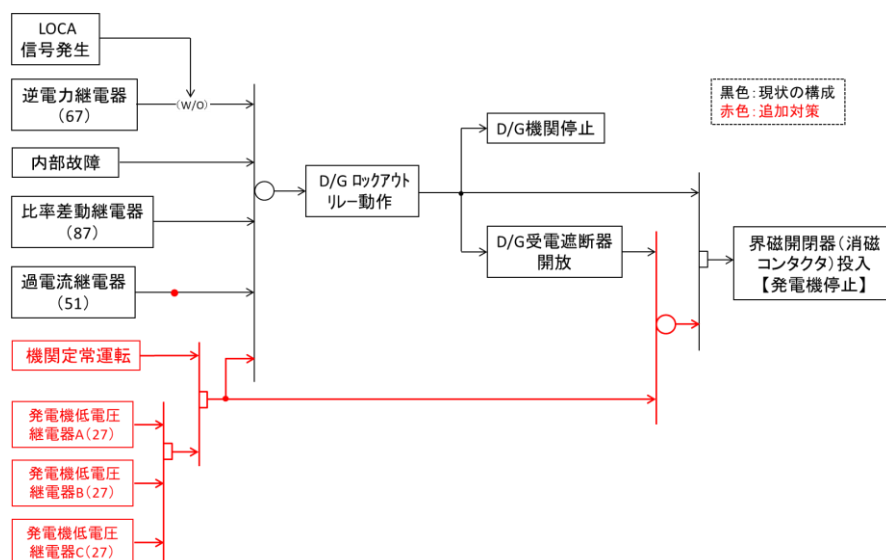 LOCA
信号発生
逆電力継電器
(67)
(W/O)
内部故障
比率差動継電器
(87)
過電流継電器
(51)
機関定常運転
発電機低電圧
継電器A(27)
発電機低電圧
継電器B(27)
発電機低電圧
継電器C(27)
D/G ロックアウト
リレー動作
D/G機関停止
D/G受電遮断器
開放
黒色:現状の構成
赤色:追加対策
界磁開閉器(消磁
コンタクタ)投入
【発電機停止】